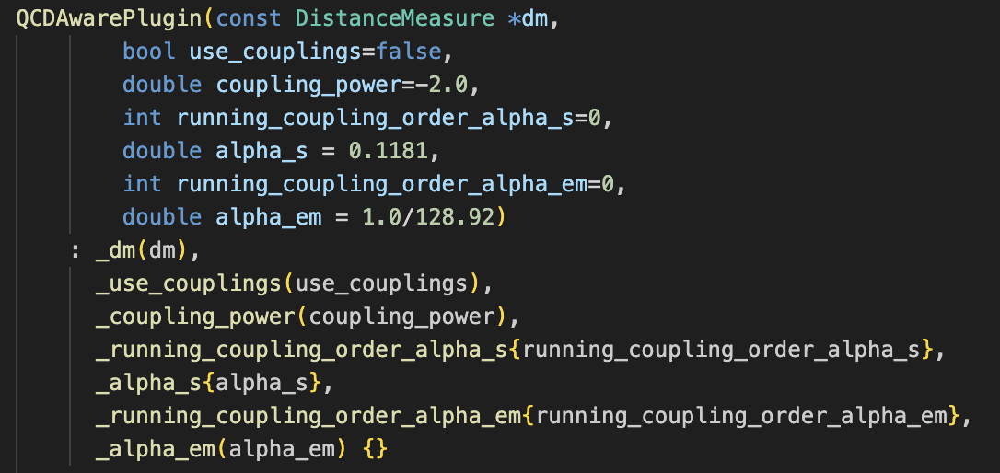 QCDAwarePlugin(const DistanceMeasure *dm,
bool use_couplings=false,
double coupling_power=-2.0,
int running_coupling_order_alpha_s=0,
double alpha_s = 0.1181,
int running_coupling_order_alpha_em=0,
double alpha_em = 1.0/128.92)
: _dm(dm),
_use_couplings(use_couplings),
_coupling_power(coupling_power),
_running_coupling_order_alpha_s{running_coupling_order_alpha_s},
_alpha_s{alpha_s},
_running_coupling_order_alpha_em{running_coupling_order_alpha_em},
_alpha_em(alpha_em) {}